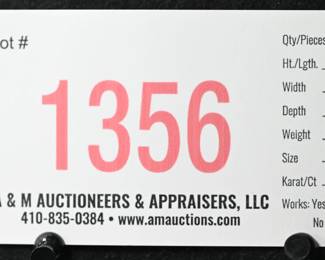 ot #
1356
& M AUCTIONEERS & APPRAISERS, LLC
410-835-0384 • www.amauctions.com
Qty/Pieces
Ht./Lgth.
Width
Depth
Weight
Size
Karat/Ct
Works: Yes
No